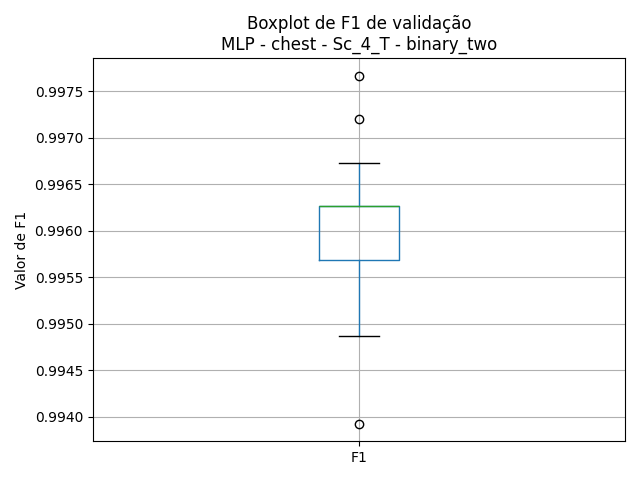 Boxplot de F1 de validação
MLP - chest - Sc_4_T - binary_two
0.9975
0.9970
0.9965
0.9960
0.9955
0.9950
0.9945
0.9940
Valor de F1
F1